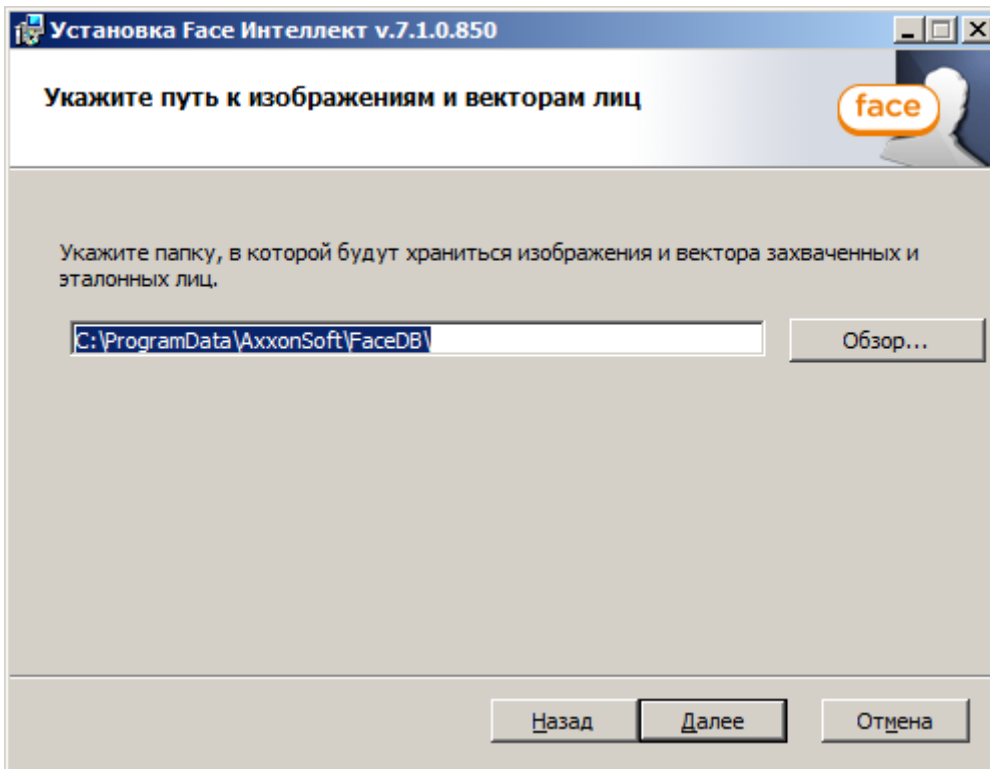 Установка Face Интеллект v.7.1.0.850
Укажите путь к изображениям и векторам лиц
face
Укажите папку, в которой будут храниться изображения и вектора захваченных и
эталонных лиц.
C:\ProgramData\AxxonSoft\FaceDB\
Обзор...
Назад
Далее
Отмена